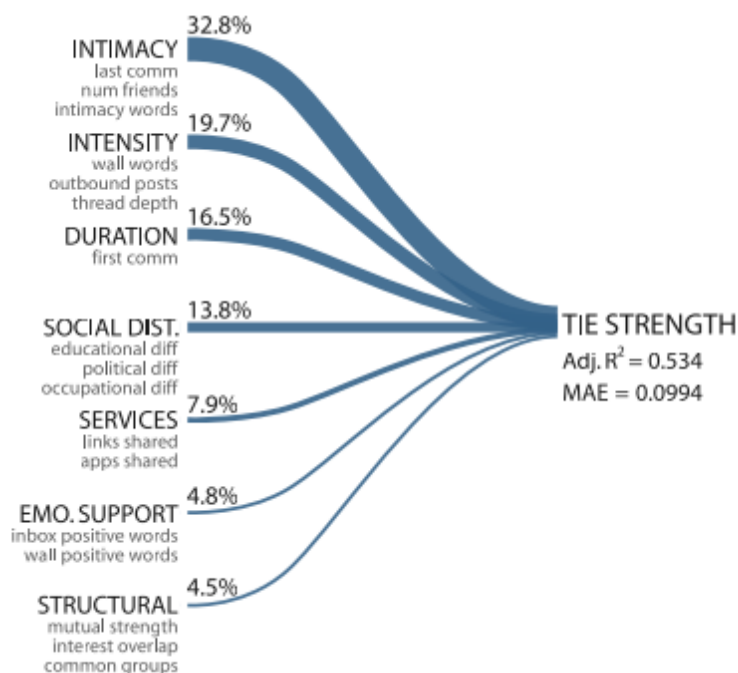 32.8%
INTIMACY
last comm
num friends
intimacy words
19.7%
INTENSITY
wall words
outbound posts
thread depth
16.5%
DURATION
first comm
13.8%
SOCIAL DIST.
educational diff
political diff
occupational diff
7.9%
SERVICES
links shared
apps shared
4.8%
EMO. SUPPORT
inbox positive words
wall positive words
4.5%
STRUCTURAL
mutual strength
interest overlap
common groups
TIE STRENGTH
Adj. R² = 0.534
MAE = 0.0994